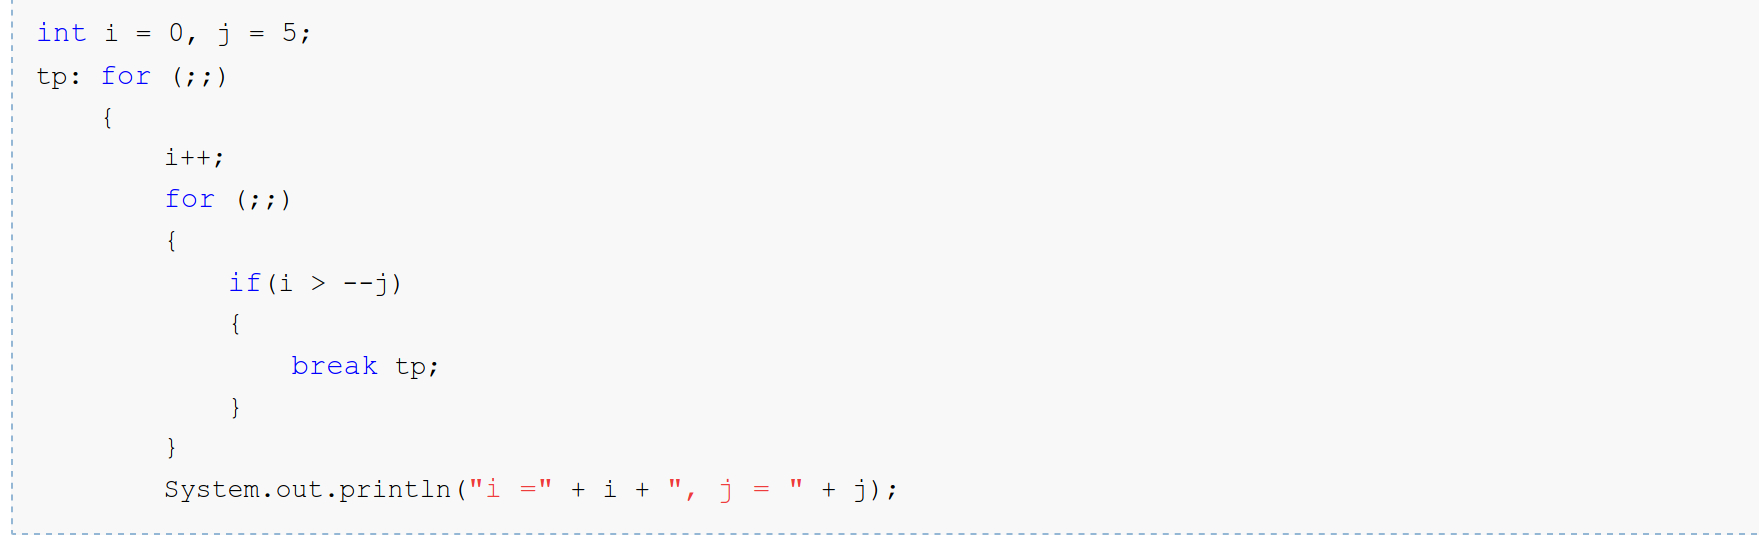 int i = 0, j = 5;
tp: for (;;)
{
i++;
for (;;)
{
if(i > --j)
{
break tp;
}
}
System.out.println("i =" + i + ", j = " + j);